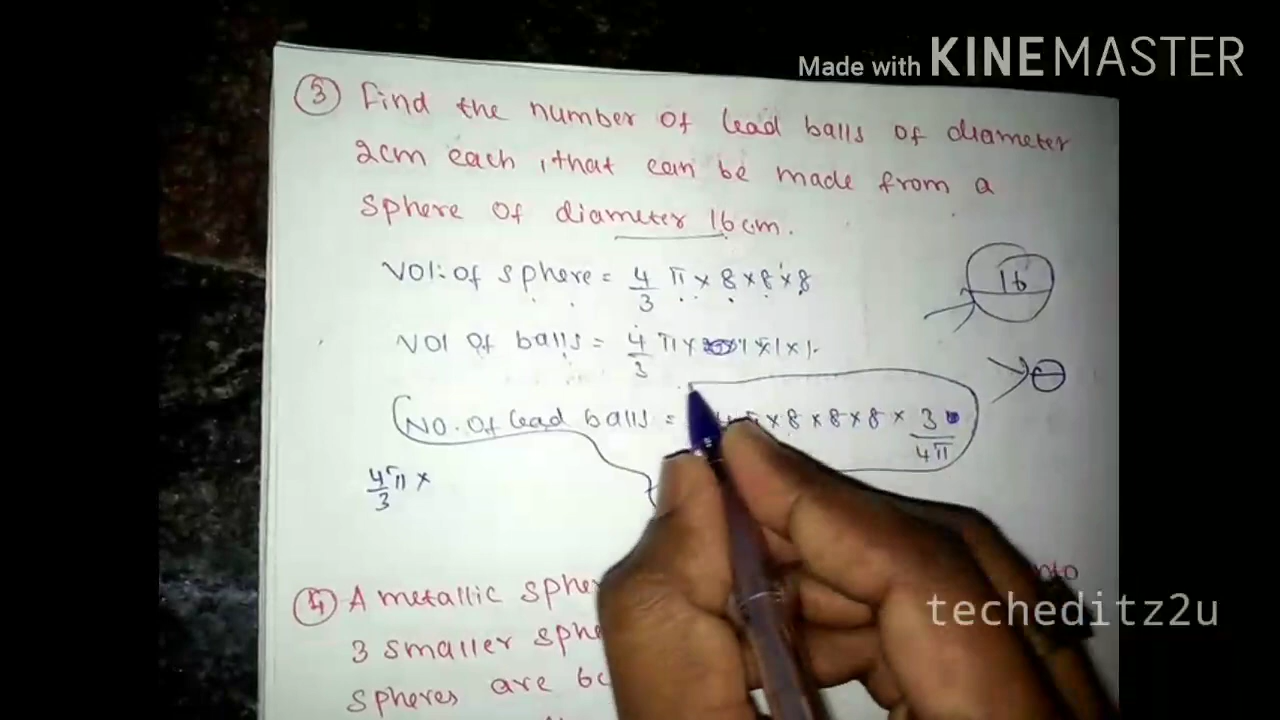 Made with KINEMASTER
③ Find the number of lead balls of diameter
2cm each, that can be made from a
sphere of diameter 16cm.
Vol: of sphere = 4/3 π × 8 × 8 × 8
16
Vol of balls = 4/3 π × 1 × 1 × 1
No. of lead balls = × 8 × 8 × 8 × 3/4π
4/3 π ×
④ A metallic into
3 smaller
spheres are
techeditz2u